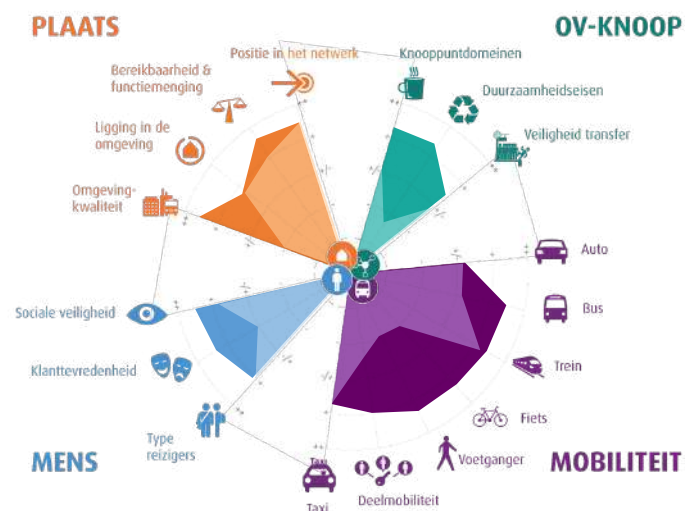 PLAATS
OV-KNOOP
Positie in het netwerk
Knooppuntdomeinen
Bereikbaarheid &
functiemenging
Duurzaamheidseisen
Ligging in de
omgeving
Veiligheid transfer
Omgeving-
kwaliteit
Auto
Sociale veiligheid
Bus
Klanttevredenheid
Trein
Fiets
Type
reizigers
Voetganger
MENS
MOBILITEIT
Taxi
Deelmobiliteit
Taxi